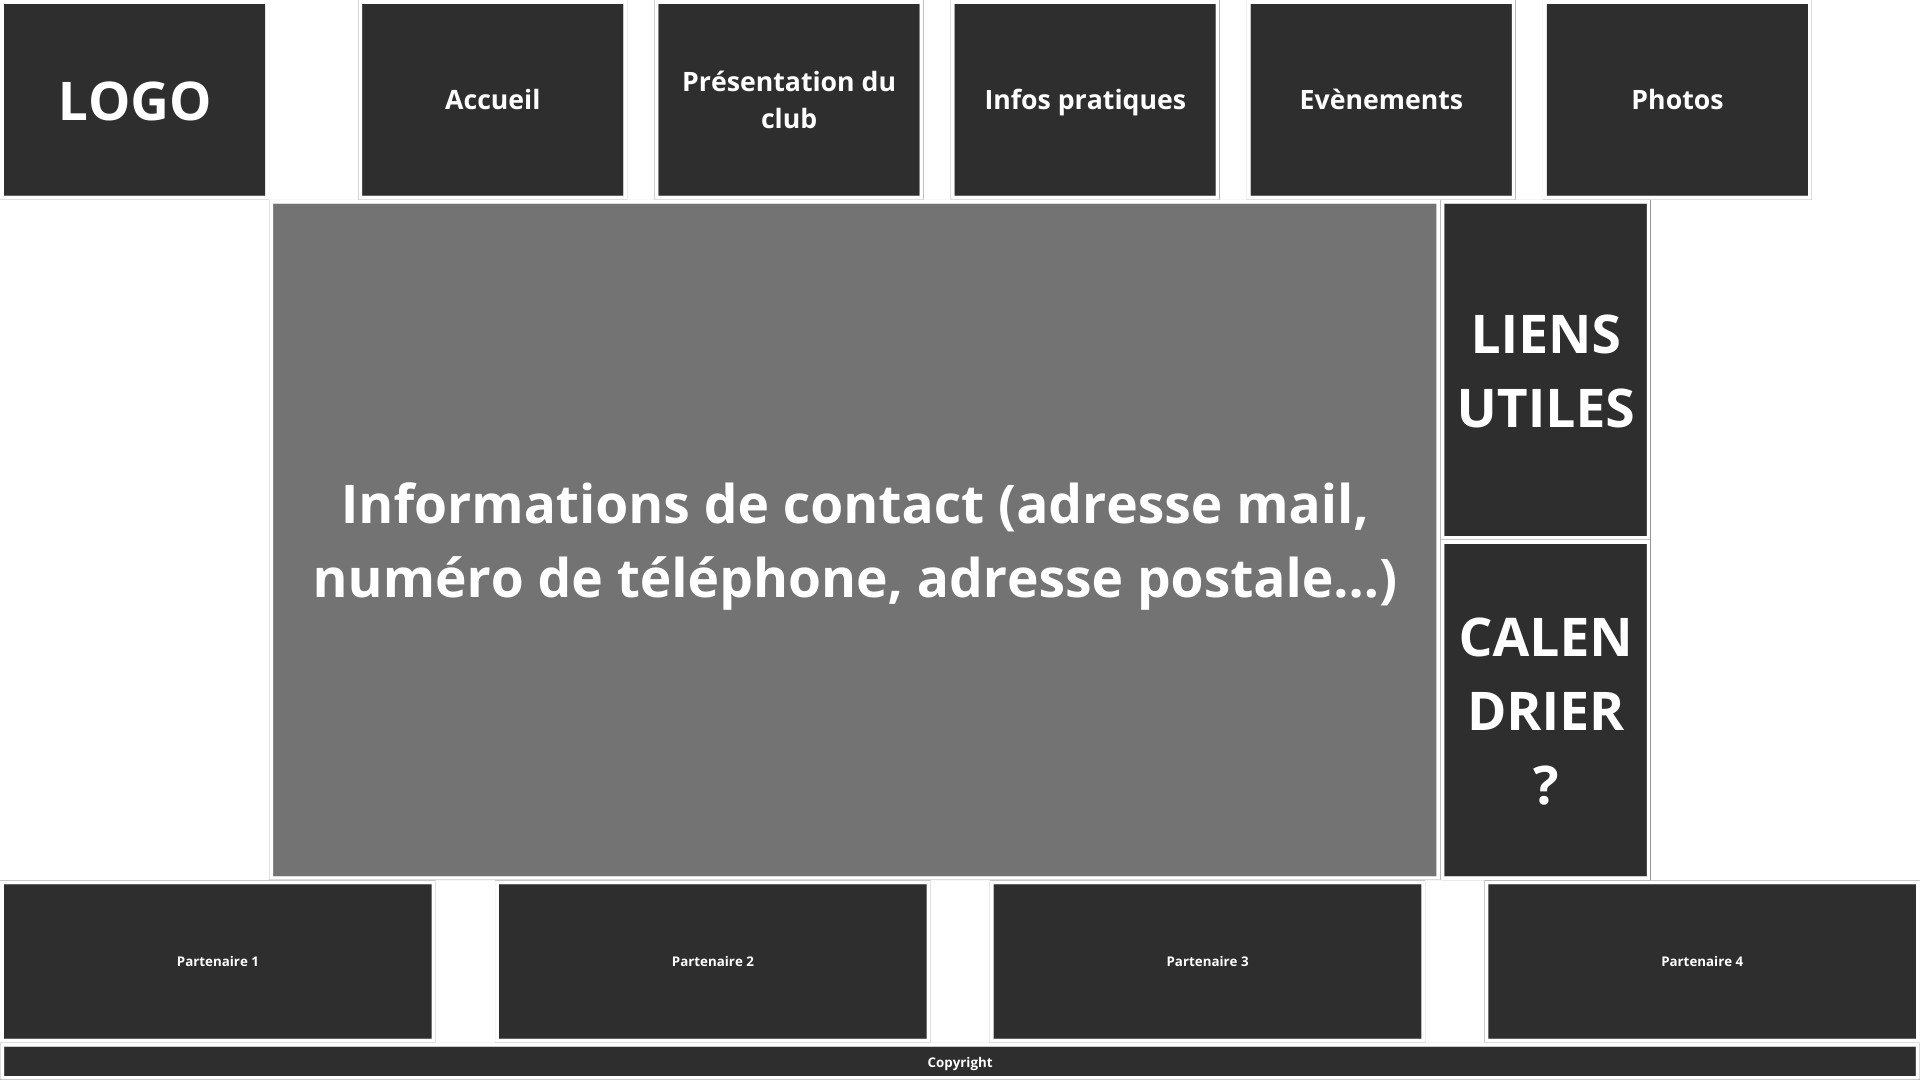 LOGO
Accueil
Présentation du
club
Infos pratiques
Evènements
Photos
Informations de contact (adresse mail,
numéro de téléphone, adresse postale...)
LIENS
UTILES
CALEN
DRIER
?
Partenaire 1
Partenaire 2
Partenaire 3
Partenaire 4
Copyright